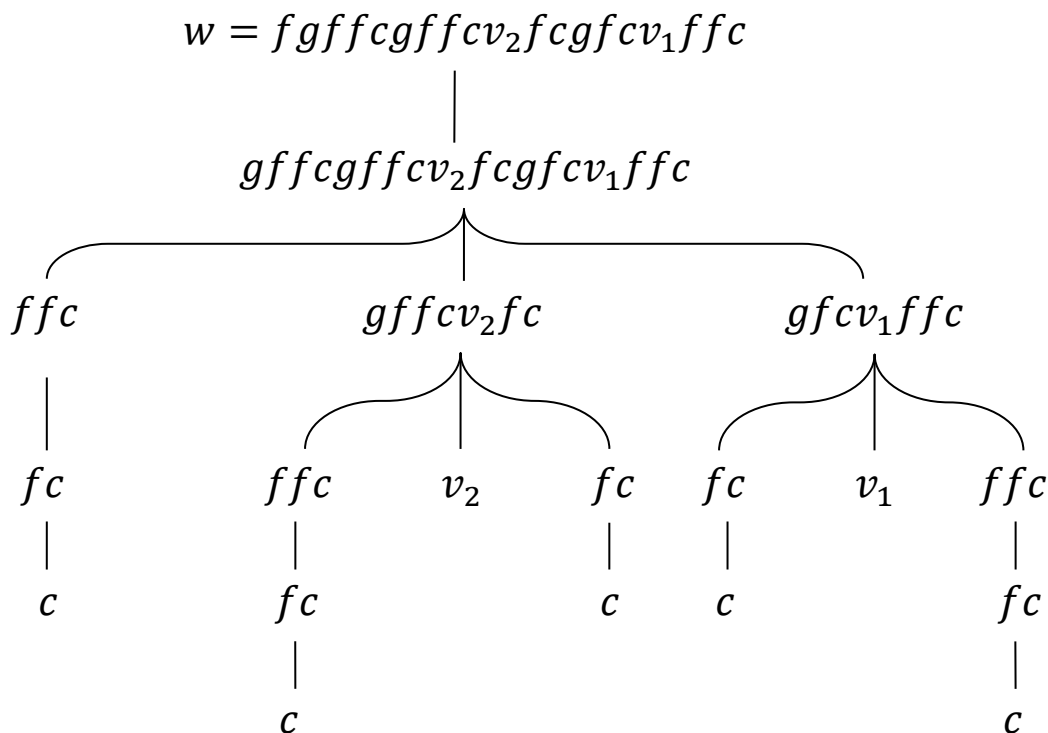 w = fgffcgffcv₂fcgfcv₁ffc
gffcgffcv₂fcgfcv₁ffc
ffc gffcv₂fc gfcv₁ffc
fc ffc v₂ fc fc v₁ ffc
c fc c c fc
c c